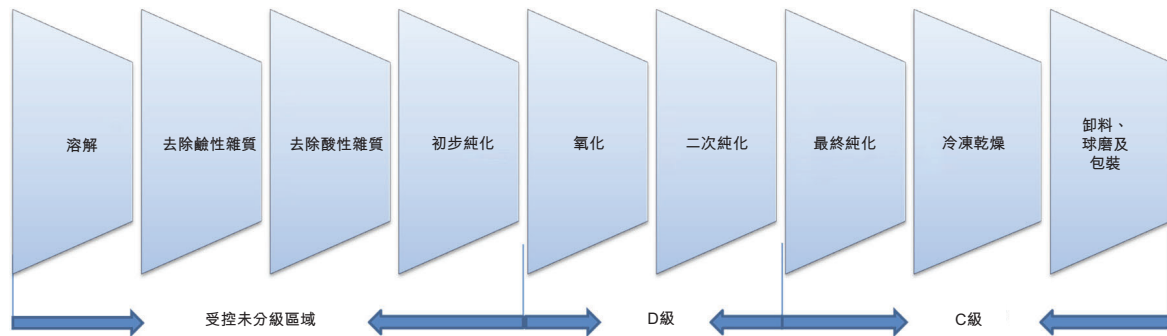 溶解
去除鹼性雜質
去除酸性雜質
初步純化
氧化
二次純化
最終純化
冷凍乾燥
卸料、
球磨及
包裝
受控未分級區域
D級
C級